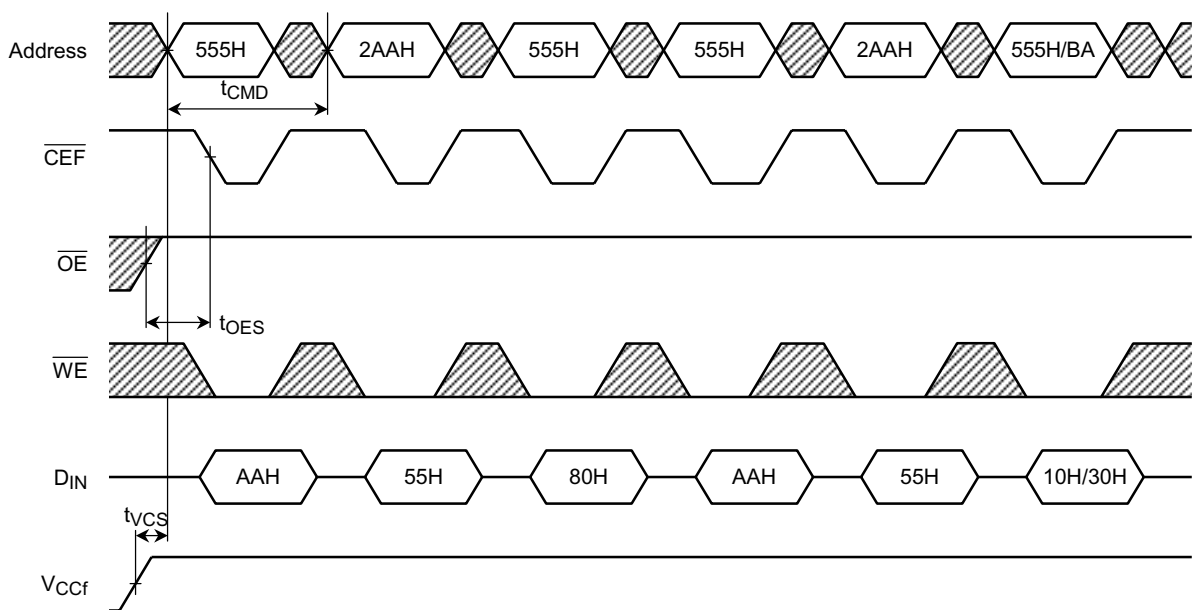 Address 555H 2AAH 555H 555H 2AAH 555H/BA
tCMD
CEF
OE
tOES
WE
DIN AAH 55H 80H AAH 55H 10H/30H
tVCS
VCCf